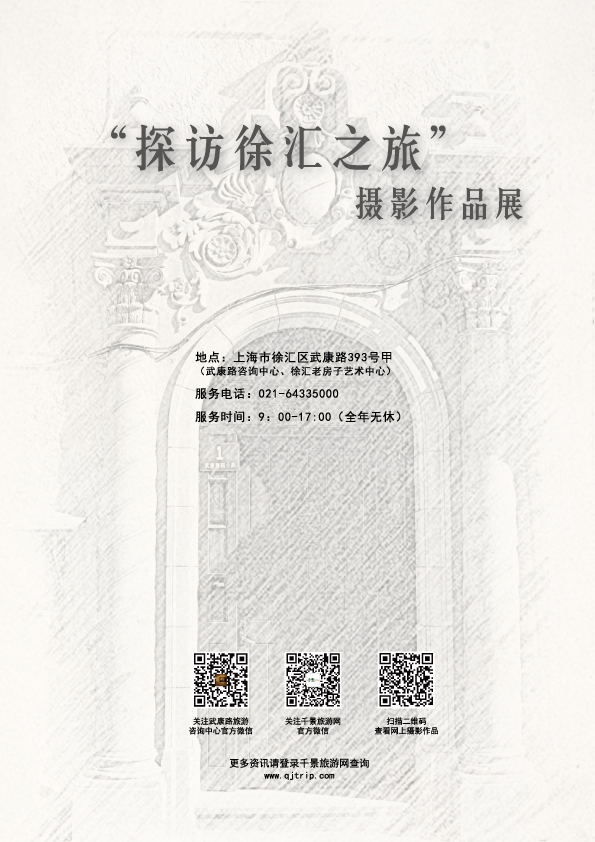 “探访徐汇之旅”
摄影作品展
地点：上海市徐汇区武康路393号甲
（武康路咨询中心、徐汇老房子艺术中心）
服务电话：021-64335000
服务时间：9：00-17:00（全年无休）
1
关注武康路旅游
咨询中心官方微信
关注千景旅游网
官方微信
扫描二维码
查看网上摄影作品
更多资讯请登录千景旅游网查询
www.qjtrip.com